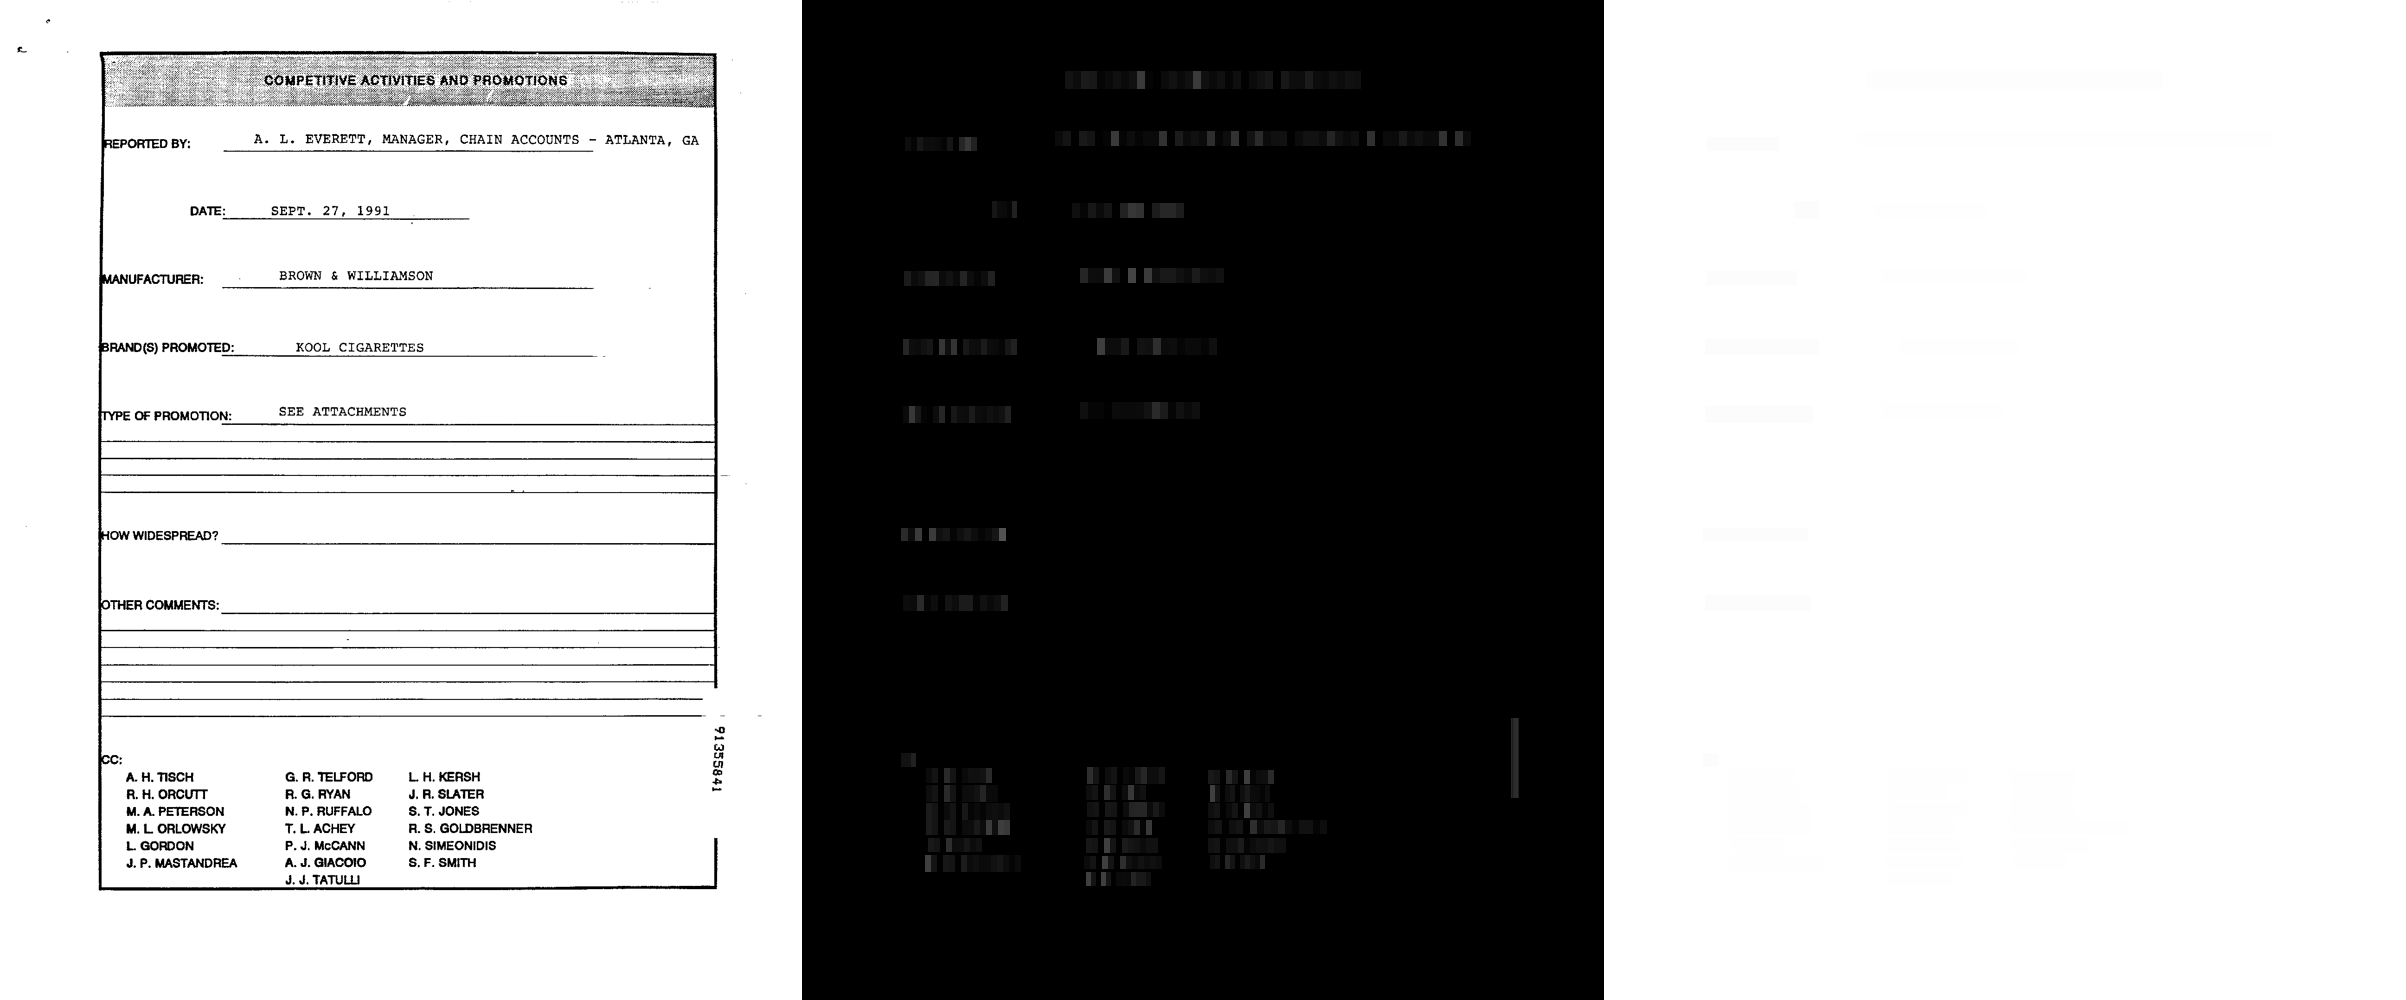 COMPETITIVE ACTIVITIES AND PROMOTIONS
REPORTED BY: A. L. EVERETT, MANAGER, CHAIN ACCOUNTS - ATLANTA, GA
DATE: SEPT. 27, 1991
MANUFACTURER: BROWN & WILLIAMSON
BRAND(S) PROMOTED: KOOL CIGARETTES
TYPE OF PROMOTION: SEE ATTACHMENTS
HOW WIDESPREAD?
OTHER COMMENTS:
91355841
CC:
A. H. TISCH G. R. TELFORD L. H. KERSH
R. H. ORCUTT R. G. RYAN J. R. SLATER
M. A. PETERSON N. P. RUFFALO S. T. JONES
M. L. ORLOWSKY T. L. ACHEY R. S. GOLDBRENNER
L. GORDON P. J. McCANN N. SIMEONIDIS
J. P. MASTANDREA A. J. GIACOIO S. F. SMITH
J. J. TATULLI